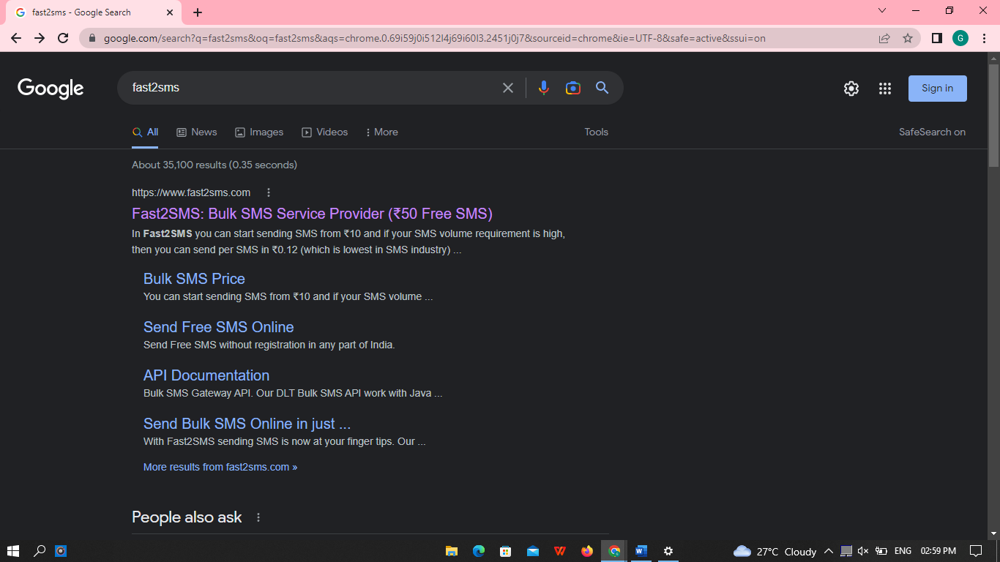 fast2sms - Google Search
google.com/search?q=fast2sms&oq=fast2sms&aqs=chrome.0.69i59j0i512l4j69i60l3.2451j0j7&sourceid=chrome&ie=UTF-8&safe=active&ssui=on
G
Google
fast2sms
Sign in
All
News
Images
Videos
More
Tools
SafeSearch on
About 35,100 results (0.35 seconds)
https://www.fast2sms.com
Fast2SMS: Bulk SMS Service Provider (₹50 Free SMS)
In Fast2SMS you can start sending SMS from ₹10 and if your SMS volume requirement is high,
then you can send per SMS in ₹0.12 (which is lowest in SMS industry) ...
Bulk SMS Price
You can start sending SMS from ₹10 and if your SMS volume ...
Send Free SMS Online
Send Free SMS without registration in any part of India.
API Documentation
Bulk SMS Gateway API. Our DLT Bulk SMS API work with Java ...
Send Bulk SMS Online in just ...
With Fast2SMS sending SMS is now at your finger tips. Our ...
More results from fast2sms.com »
People also ask
27°C Cloudy
ENG
02:59 PM